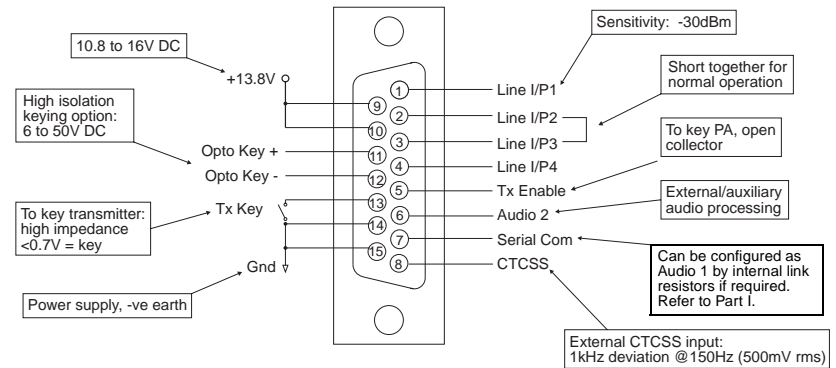 Sensitivity: -30dBm
10.8 to 16V DC
+13.8V
High isolation
keying option:
6 to 50V DC
Opto Key +
Opto Key -
To key transmitter:
high impedance
<0.7V = key
Tx Key
Gnd
Power supply, -ve earth
9
10
11
12
13
14
15
1
2
3
4
5
6
7
8
Line I/P1
Line I/P2
Line I/P3
Line I/P4
Tx Enable
Audio 2
Serial Com
CTCSS
Short together for
normal operation
To key PA, open
collector
External/auxiliary
audio processing
Can be configured as
Audio 1 by internal link
resistors if required.
Refer to Part I.
External CTCSS input:
1kHz deviation @150Hz (500mV rms)